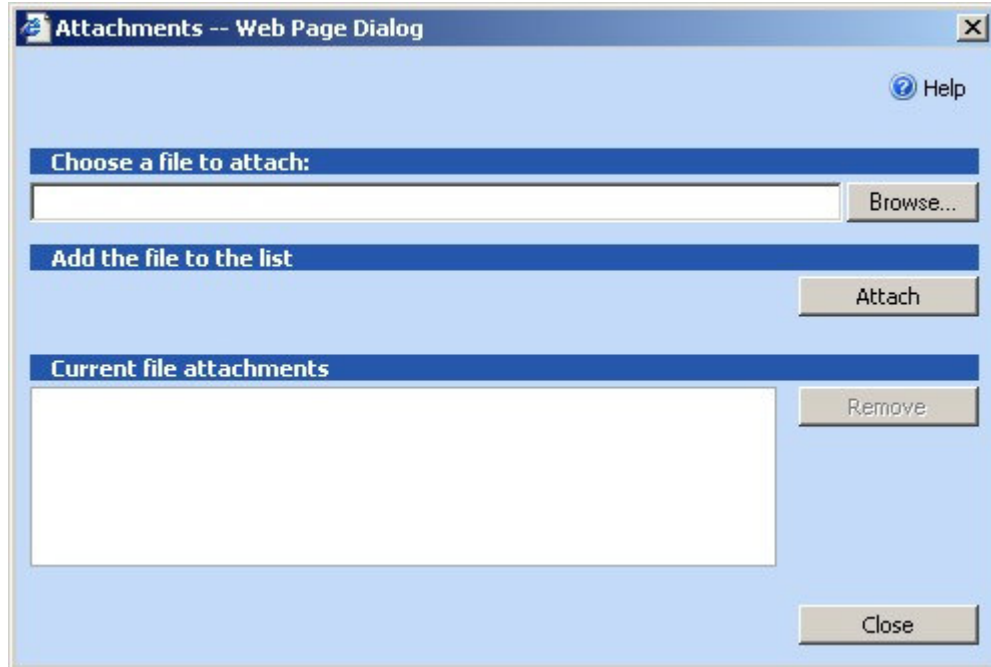 Attachments -- Web Page Dialog
Help
Choose a file to attach:
Browse...
Add the file to the list
Attach
Current file attachments
Remove
Close